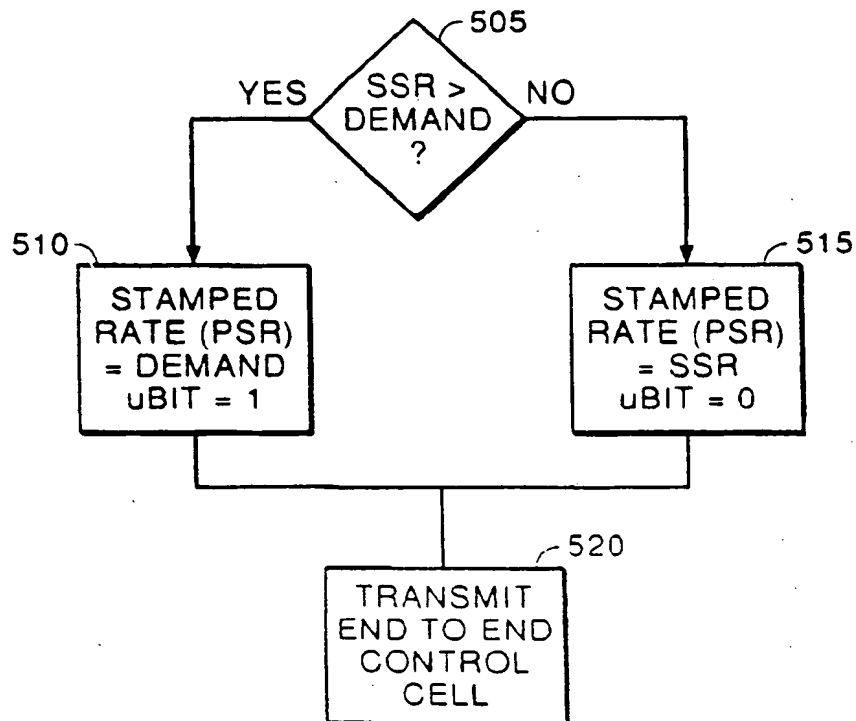 505
SSR >
DEMAND
?
YES
NO
510
STAMPED
RATE (PSR)
= DEMAND
uBIT = 1
515
STAMPED
RATE (PSR)
= SSR
uBIT = 0
520
TRANSMIT
END TO END
CONTROL
CELL